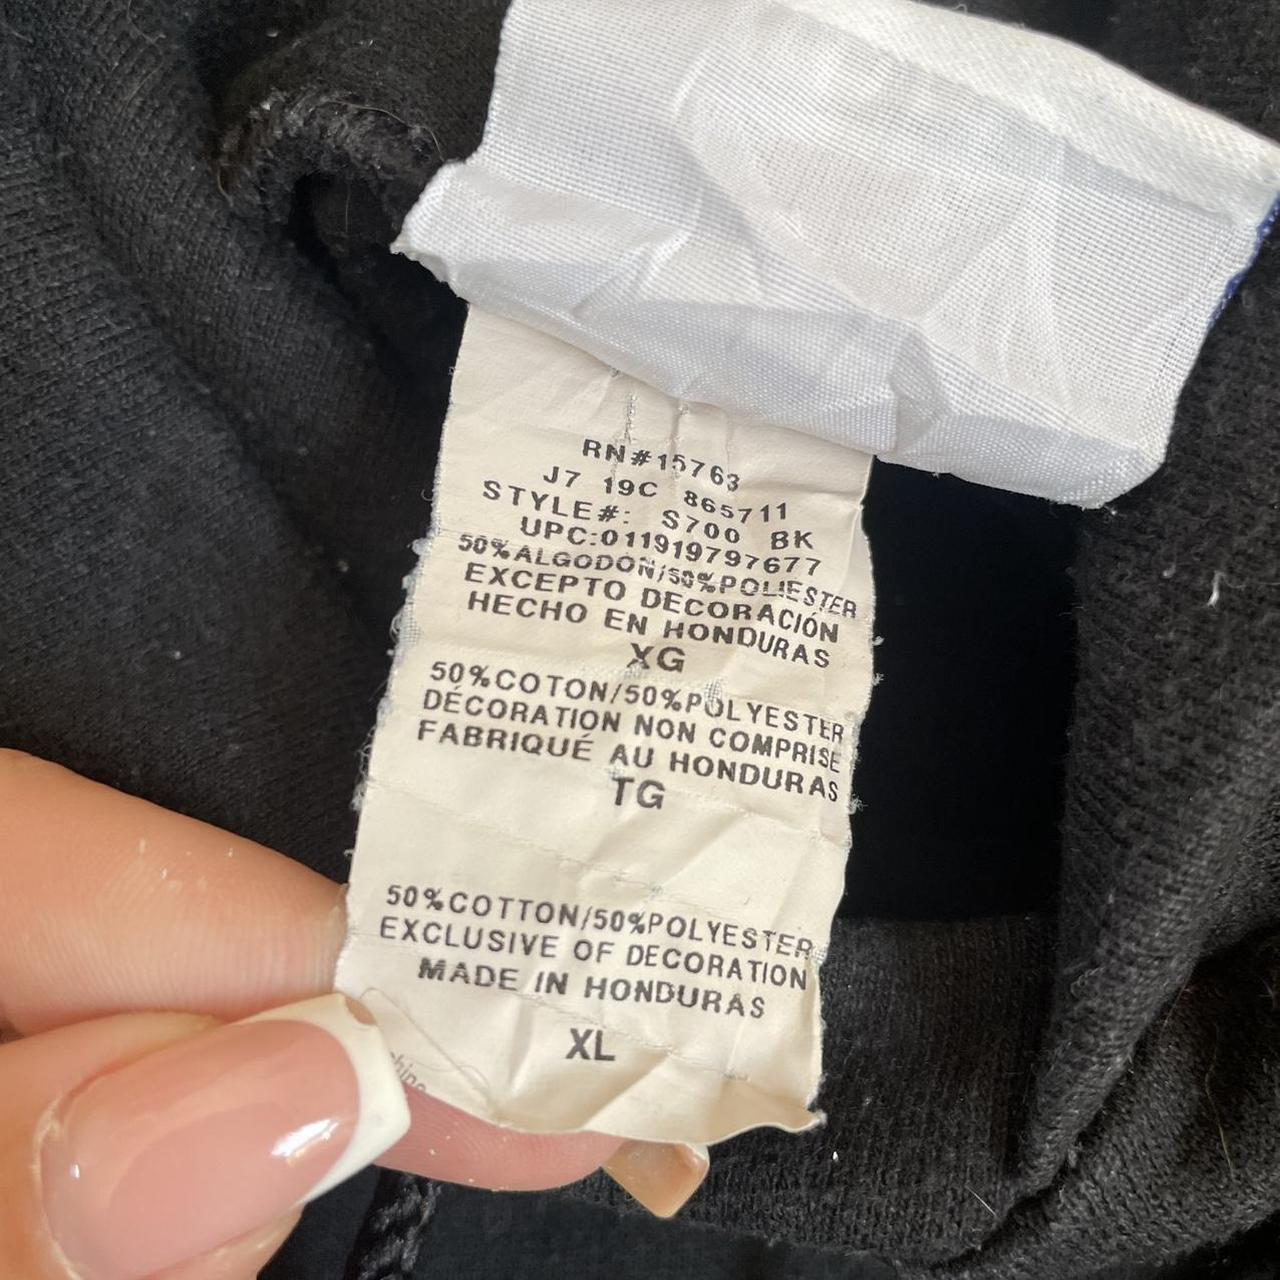 RN#15763
J7 19C 865711
STYLE#: S700 BK
UPC:011919797677
50%ALGODON/50%POLIESTER
EXCEPTO DECORACIÓN
HECHO EN HONDURAS
XG
50%COTON/50%POLYESTER
DÉCORATION NON COMPRISE
FABRIQUÉ AU HONDURAS
TG
50%COTTON/50%POLYESTER
EXCLUSIVE OF DECORATION
MADE IN HONDURAS
XL